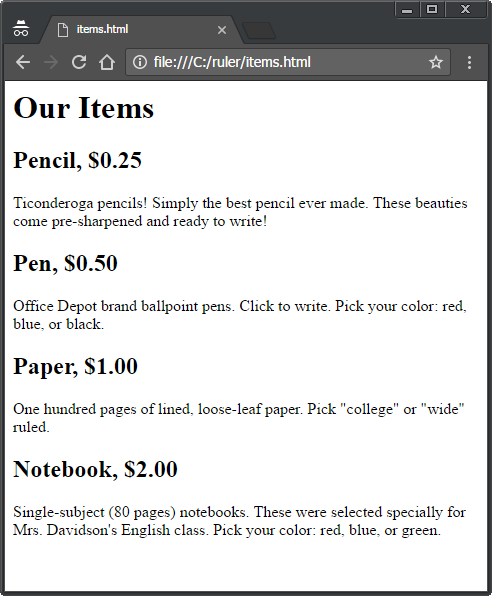 items.html
file:///C:/ruler/items.html
Our Items
Pencil, $0.25
Ticonderoga pencils! Simply the best pencil ever made. These beauties
come pre-sharpened and ready to write!
Pen, $0.50
Office Depot brand ballpoint pens. Click to write. Pick your color: red,
blue, or black.
Paper, $1.00
One hundred pages of lined, loose-leaf paper. Pick "college" or "wide"
ruled.
Notebook, $2.00
Single-subject (80 pages) notebooks. These were selected specially for
Mrs. Davidson's English class. Pick your color: red, blue, or green.